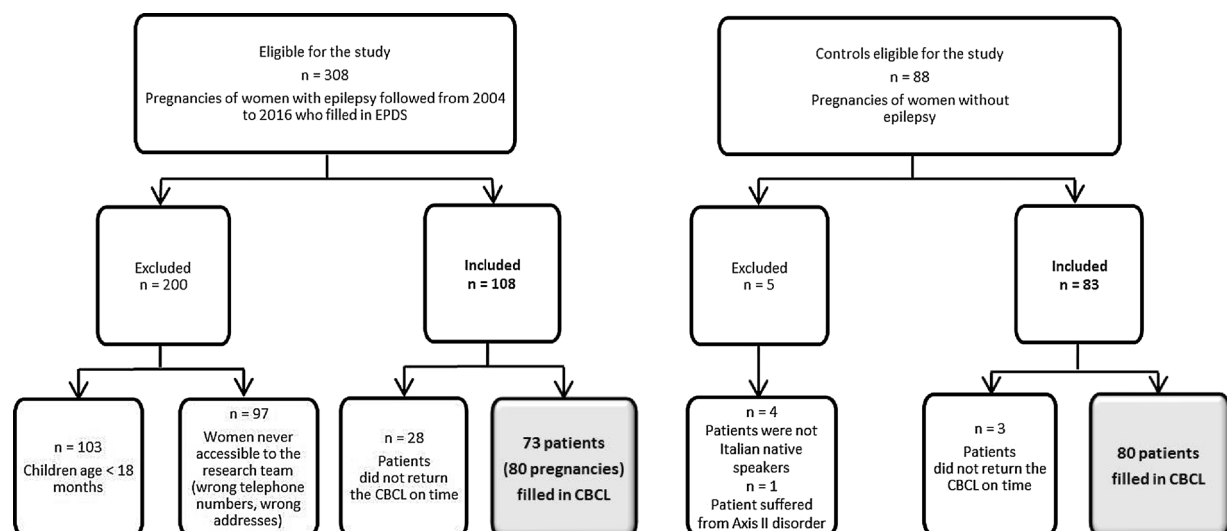 Eligible for the study
n = 308
Pregnancies of women with epilepsy followed from 2004
to 2016 who filled in EPDS
Controls eligible for the study
n = 88
Pregnancies of women without
epilepsy
Excluded
n = 200
Included
n = 108
Excluded
n = 5
Included
n = 83
n = 103
Children age < 18
months
n = 97
Women never
accessible to the
research team
(wrong telephone
numbers, wrong
addresses)
n = 28
Patients
did not return
the CBCL on time
73 patients
(80 pregnancies)
filled in CBCL
n = 4
Patients were not
Italian native
speakers
n = 1
Patient suffered
from Axis II disorder
n = 3
Patients
did not return the
CBCL on time
80 patients
filled in CBCL